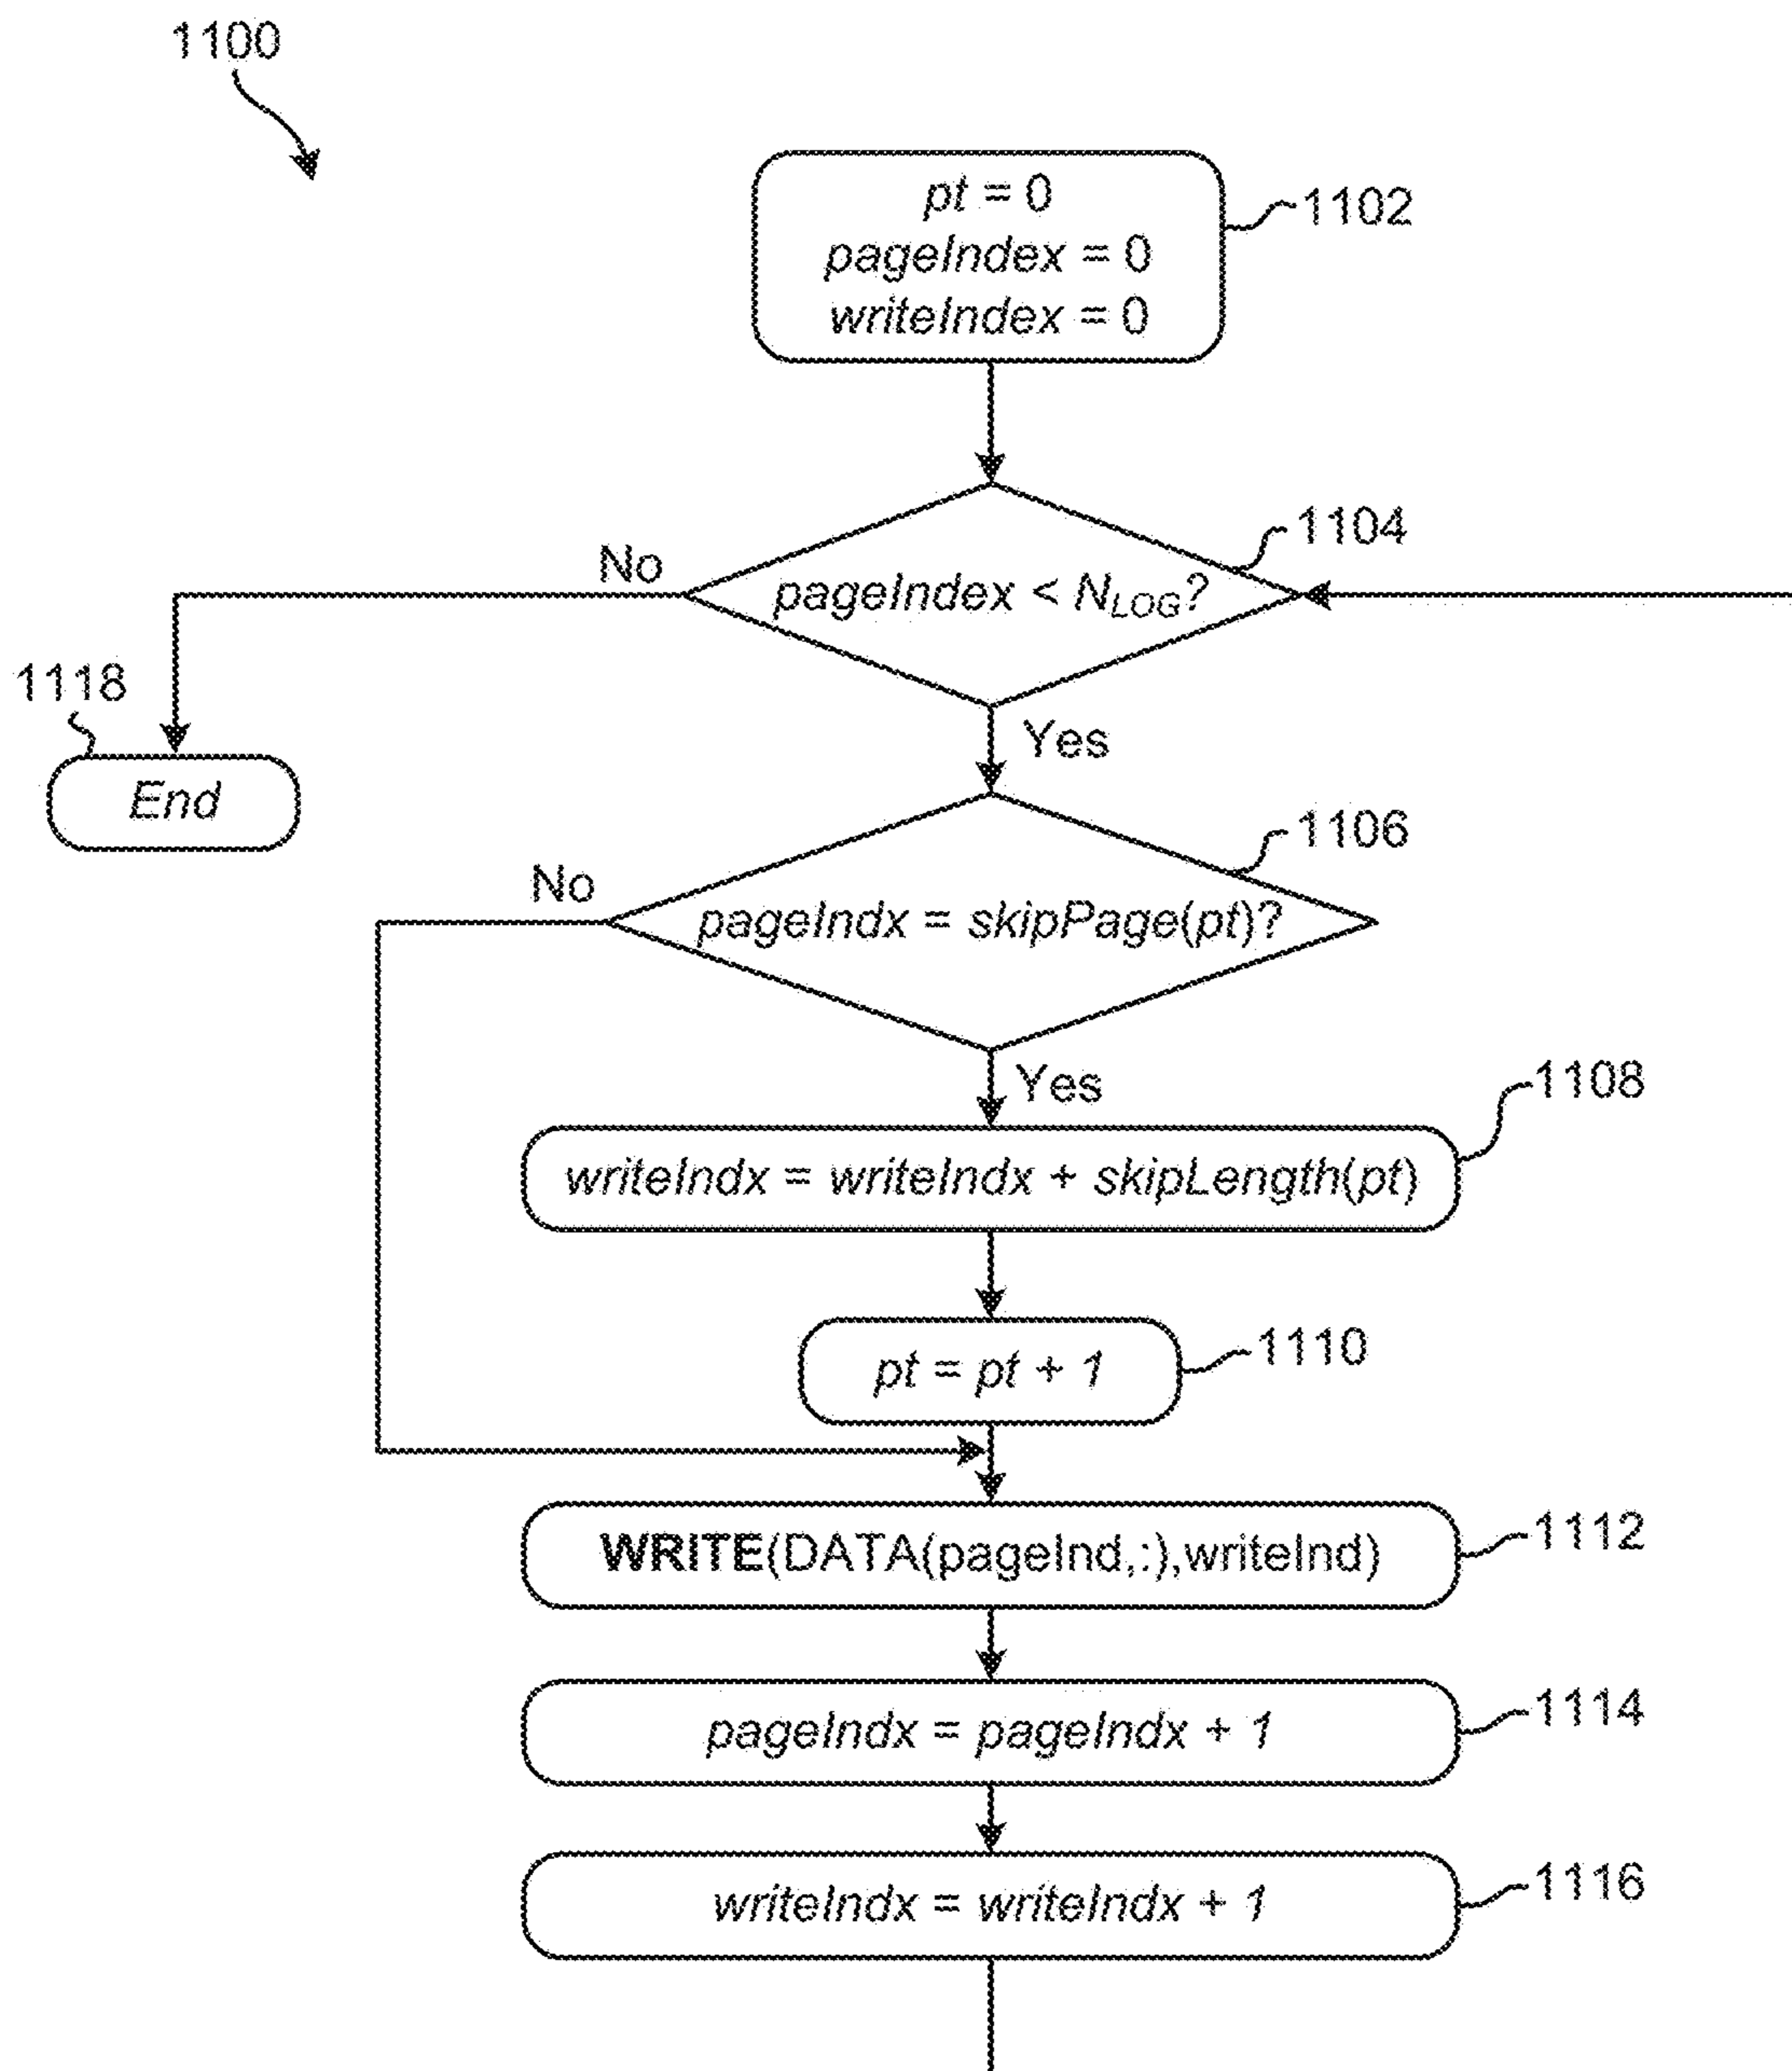 1100
pt = 0
pageIndex = 0
writeIndex = 0
1102
1104
No
pageIndex < NLOG?
1118
Yes
End
1106
No
pageIndx = skipPage(pt)?
Yes
1108
writeIndx = writeIndx + skipLength(pt)
1110
pt = pt + 1
WRITE(DATA(pageInd,:),writeInd)
1112
pageIndx = pageIndx + 1
1114
writeIndx = writeIndx + 1
1116